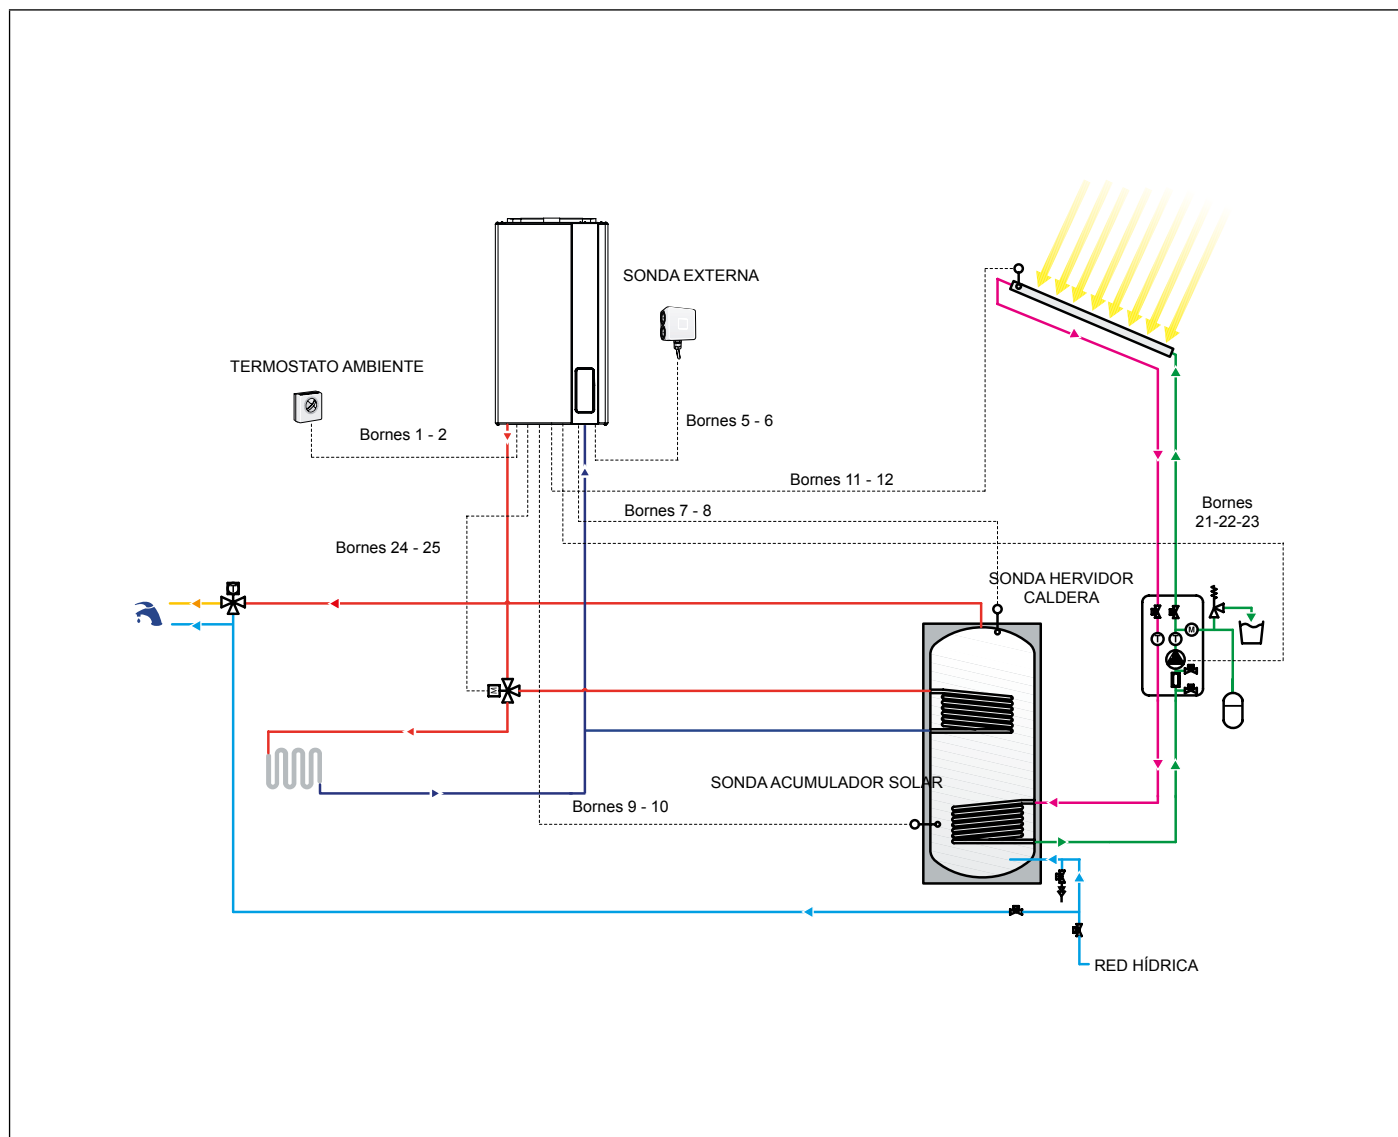 SONDA EXTERNA
TERMOSTATO AMBIENTE
Bornes 5 - 6
Bornes 1 - 2
Bornes 11 - 12
Bornes 7 - 8
Bornes
21-22-23
Bornes 24 - 25
SONDA HERVIDOR
CALDERA
M
T
T
M
SONDA ACUMULADOR SOLAR
Bornes 9 - 10
RED HÍDRICA